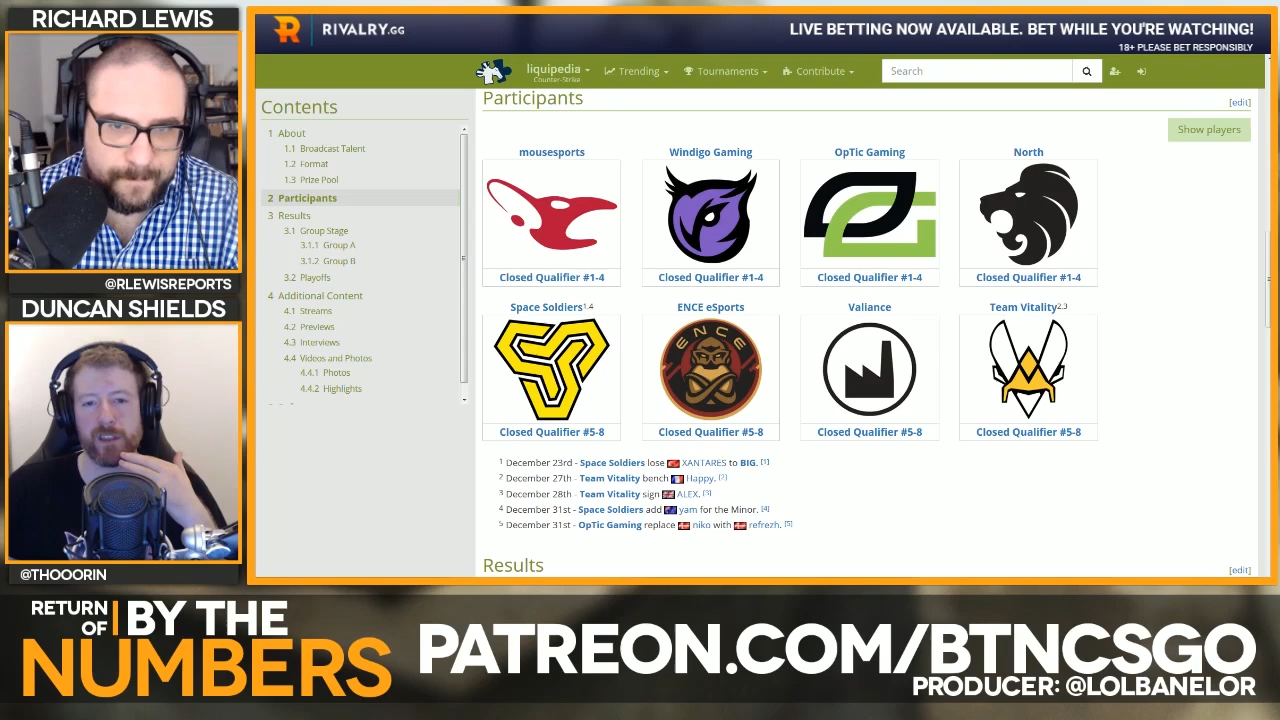 RICHARD LEWIS
@RLEWISREPORTS
DUNCAN SHIELDS
@THOOORIN
RIVALRY.GG
LIVE BETTING NOW AVAILABLE. BET WHILE YOU'RE WATCHING!
18+ PLEASE BET RESPONSIBLY
liquipedia
Counter-Strike
Trending
Tournaments
Contribute
Search
Contents
1 About
1.1 Broadcast Talent
1.2 Format
1.3 Prize Pool
2 Participants
3 Results
3.1 Group Stage
3.1.1 Group A
3.1.2 Group B
3.2 Playoffs
4 Additional Content
4.1 Streams
4.2 Previews
4.3 Interviews
4.4 Videos and Photos
4.4.1 Photos
4.4.2 Highlights
Participants
[edit]
Show players
mousesports Windigo Gaming OpTic Gaming North
Closed Qualifier #1-4 Closed Qualifier #1-4 Closed Qualifier #1-4 Closed Qualifier #1-4
Space Soldiers1,4 ENCE eSports Valiance Team Vitality2,3
ENCE
Closed Qualifier #5-8 Closed Qualifier #5-8 Closed Qualifier #5-8 Closed Qualifier #5-8
1 December 23rd - Space Soldiers lose XANTARES to BIG. [1]
2 December 27th - Team Vitality bench Happy. [2]
3 December 28th - Team Vitality sign ALEX. [3]
4 December 31st - Space Soldiers add yam for the Minor. [4]
5 December 31st - OpTic Gaming replace niko with refrezh. [5]
Results
[edit]
RETURN OF BY THE
NUMBERS
PATREON.COM/BTNCSGO
PRODUCER: @LOLBANELOR